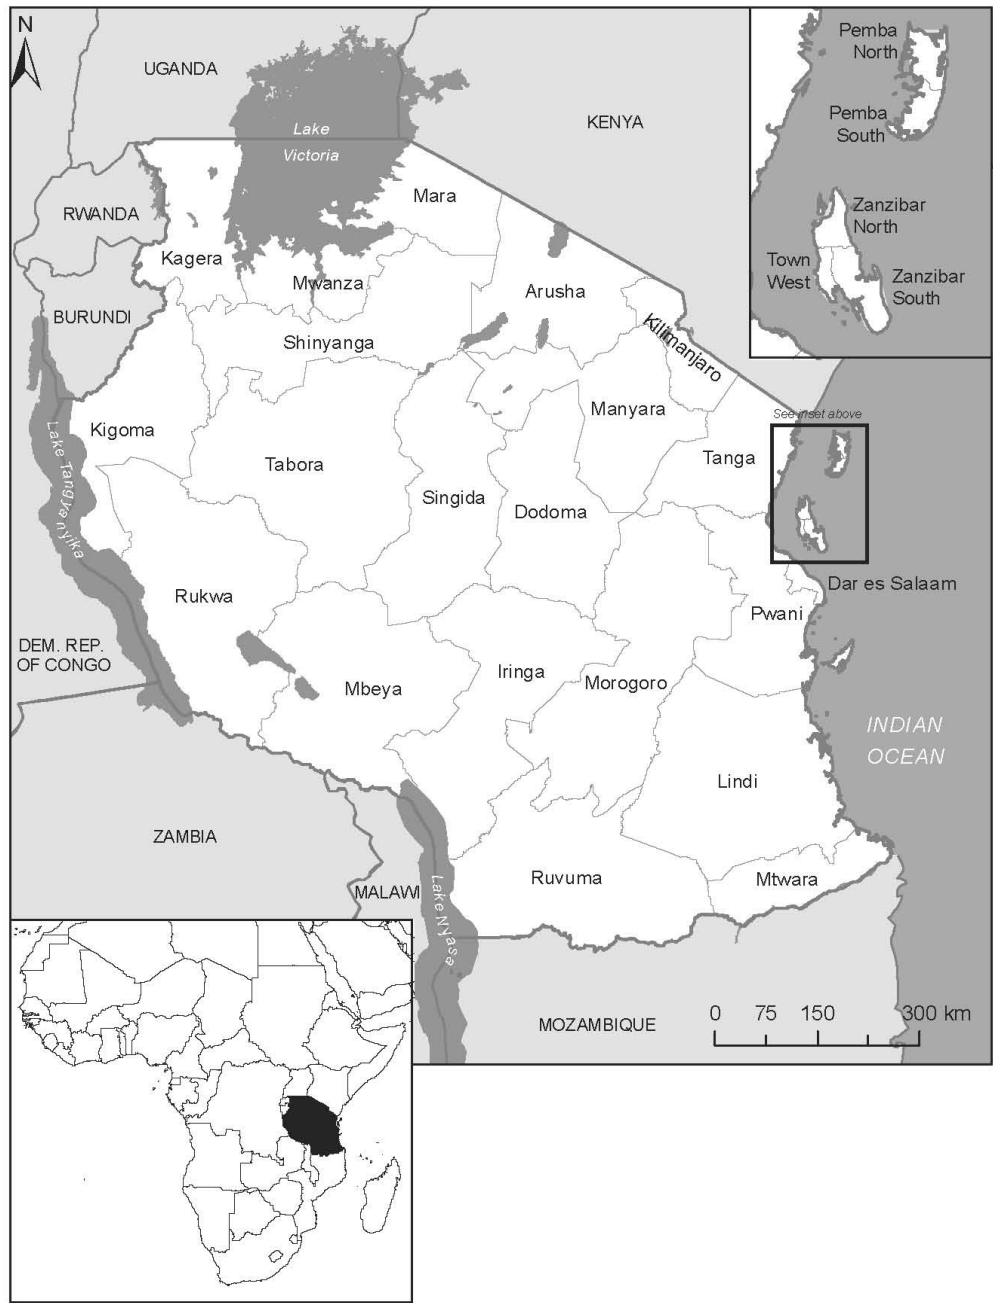 N
UGANDA
KENYA
RWANDA
BURUNDI
DEM. REP.
OF CONGO
ZAMBIA
MALAWI
MOZAMBIQUE
Lake
Victoria
Lake Tangyanyika
Lake Nyasa
INDIAN
OCEAN
Mara
Kagera
Mwanza
Arusha
Shinyanga
Kilimanjaro
Kigoma
Manyara
Tabora
Tanga
Singida
Dodoma
Rukwa
Dar es Salaam
Pwani
Mbeya
Iringa
Morogoro
Lindi
Ruvuma
Mtwara
See inset above
Pemba
North
Pemba
South
Zanzibar
North
Town
West
Zanzibar
South
0 75 150 300 km